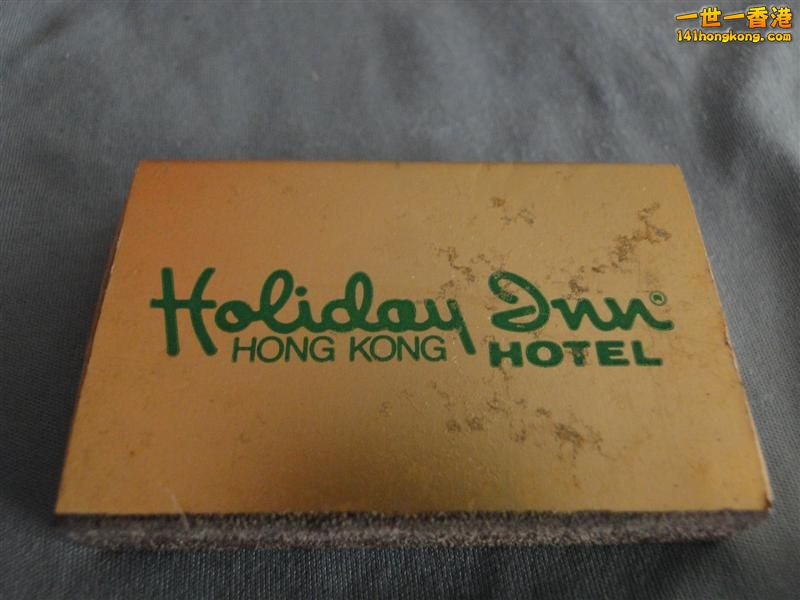 一世一香港
141hongkong.com
Holiday Inn®
HONG KONG HOTEL